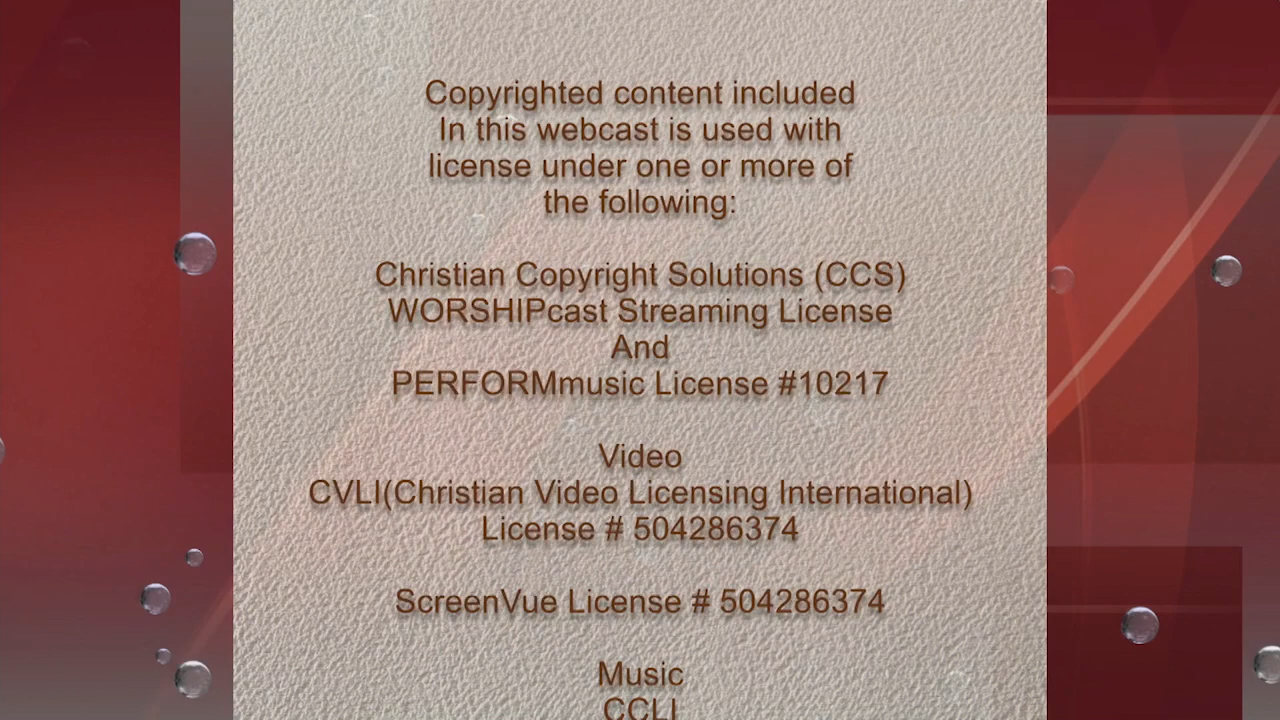 Copyrighted content included
In this webcast is used with
license under one or more of
the following:
Christian Copyright Solutions (CCS)
WORSHIPcast Streaming License
And
PERFORMmusic License #10217
Video
CVLI(Christian Video Licensing International)
License # 504286374
ScreenVue License # 504286374
Music
CCLI